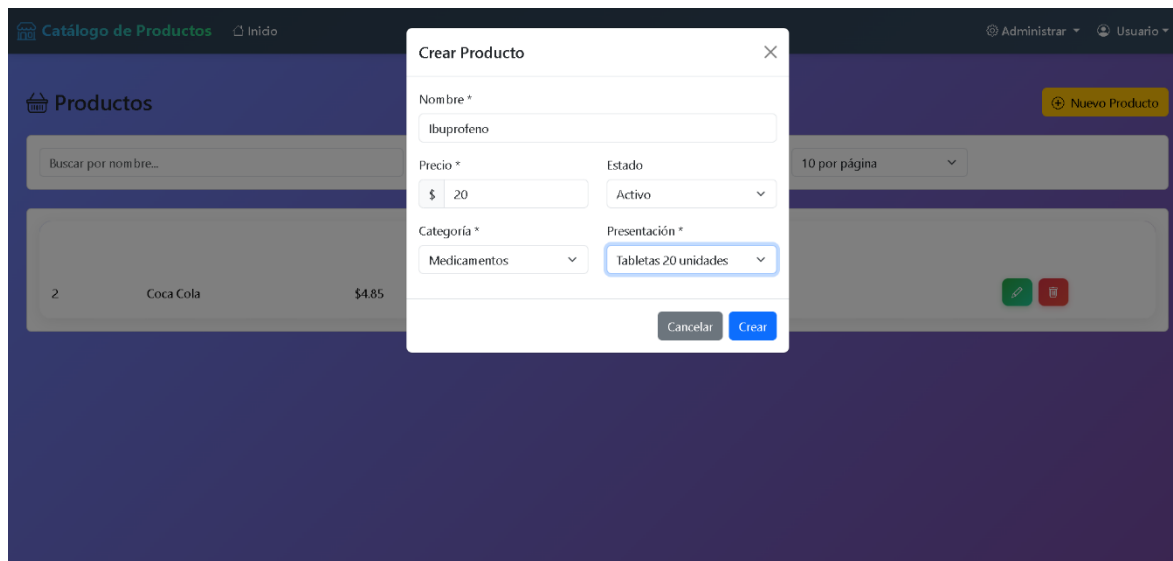 Catálogo de Productos Inicio Administrar Usuario
Crear Producto
Productos
Nuevo Producto
Nombre *
Ibuprofeno
Buscar por nombre...
10 por página
Precio * Estado
$ 20 Activo
Categoría * Presentación *
Medicamentos Tabletas 20 unidades
2 Coca Cola $4.85
Cancelar Crear